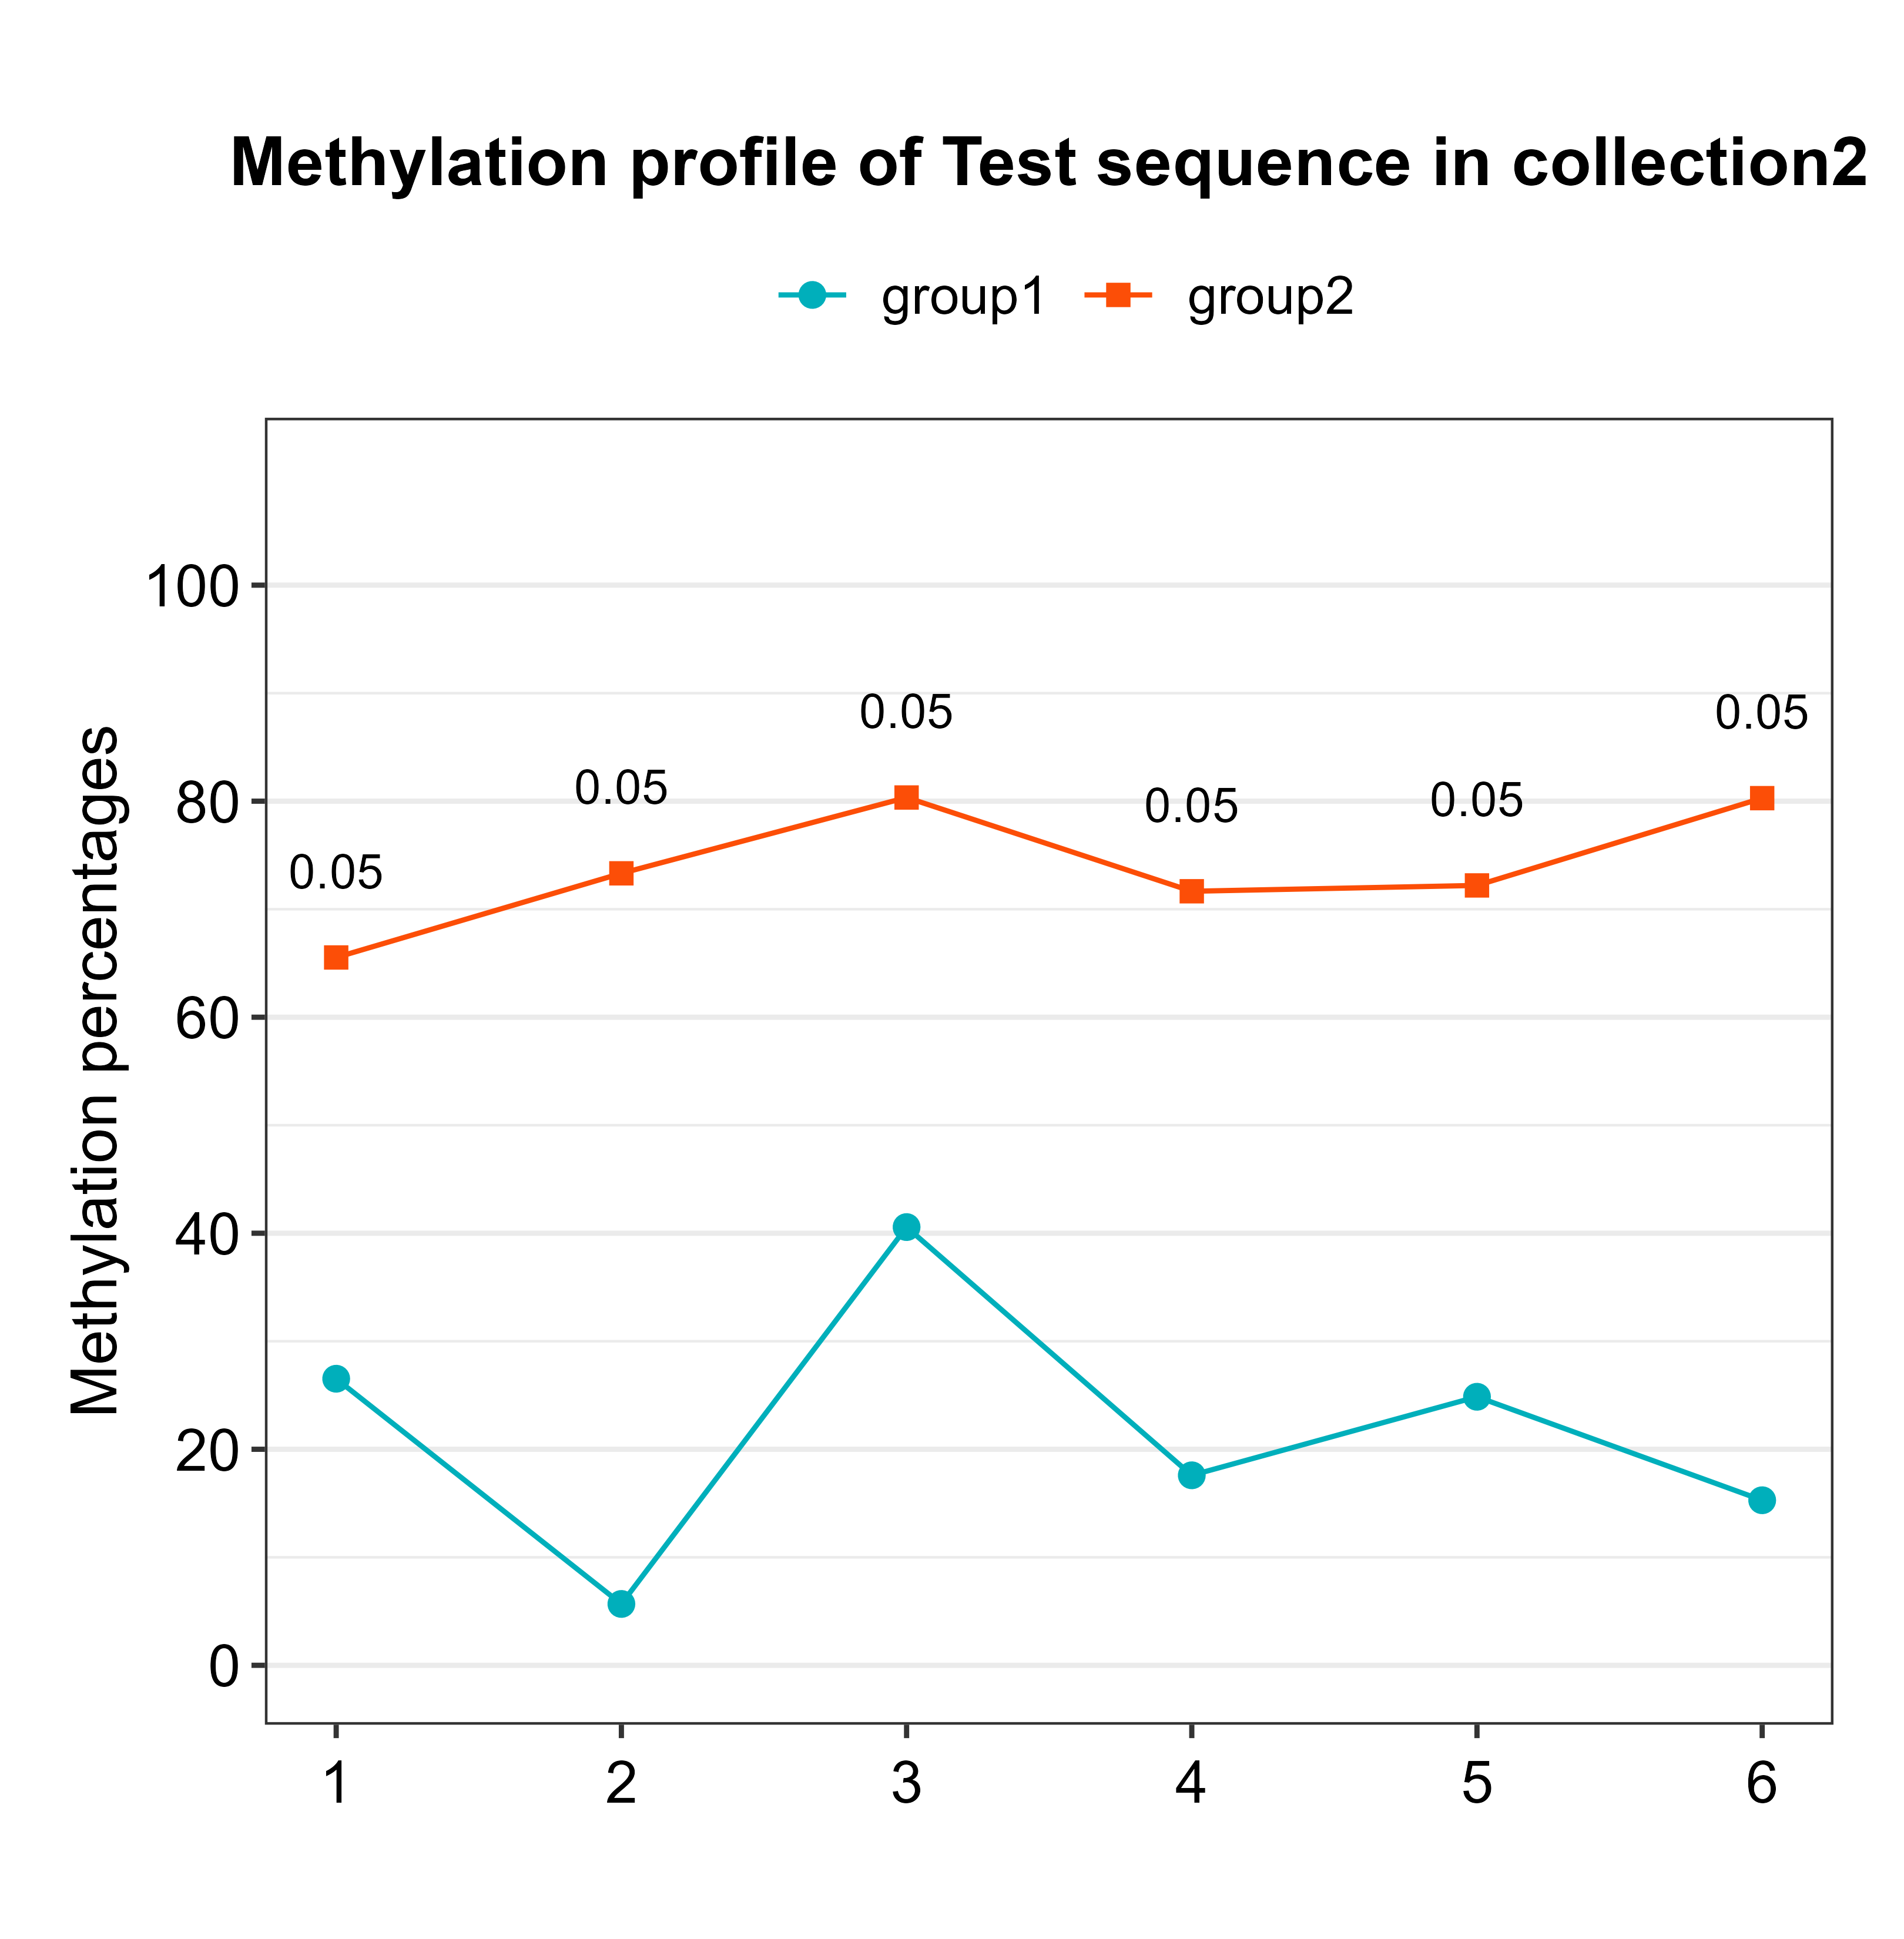 Methylation profile of Test sequence in collection2
group1 group2
Methylation percentages
100
80
60
40
20
0
0.05 0.05 0.05 0.05 0.05 0.05
1 2 3 4 5 6